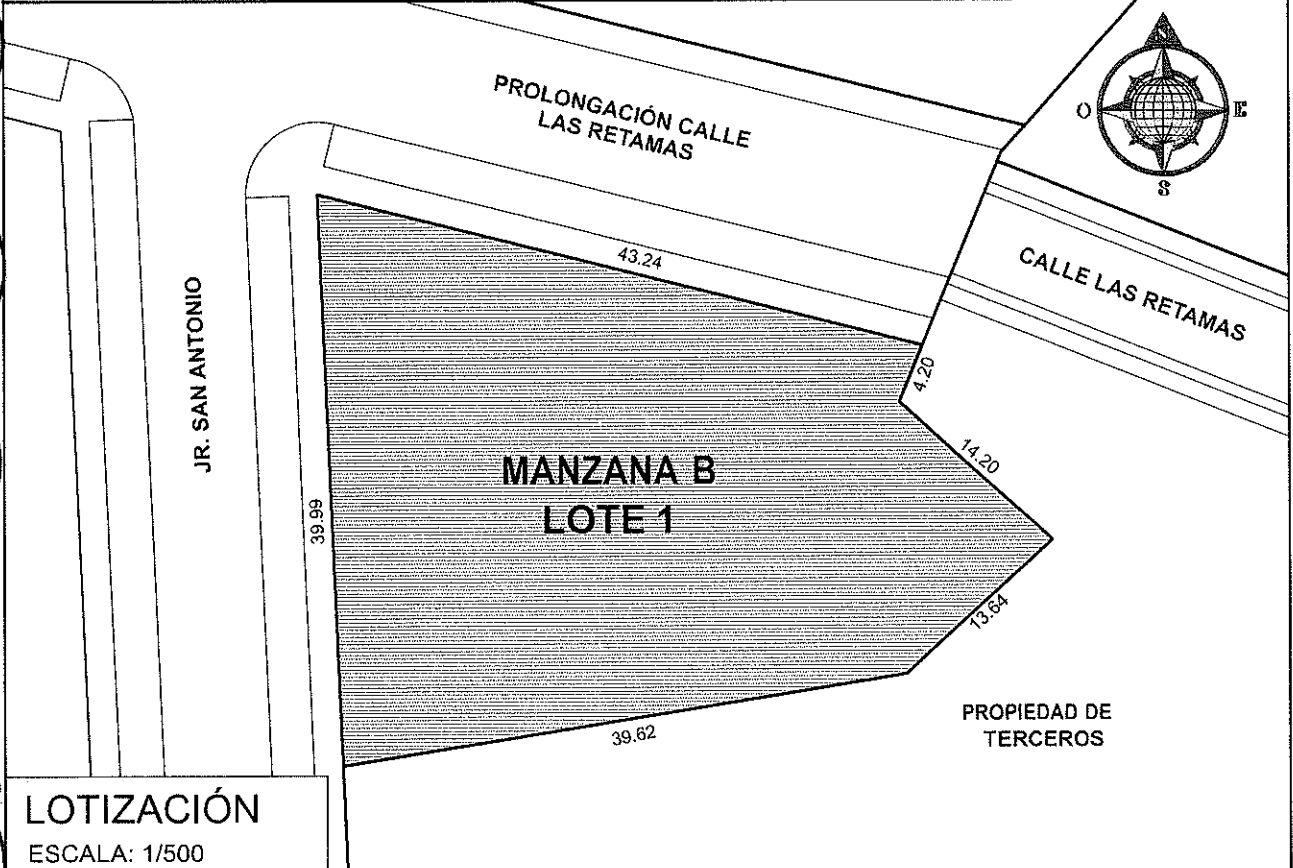 PROLONGACIÓN CALLE
LAS RETAMAS
S
O
E
S
CALLE LAS RETAMAS
43.24
JR. SAN ANTONIO
4.20
14.20
MANZANA B
LOTE 1
39.99
13.64
39.62
PROPIEDAD DE
TERCEROS
LOTIZACIÓN
ESCALA: 1/500